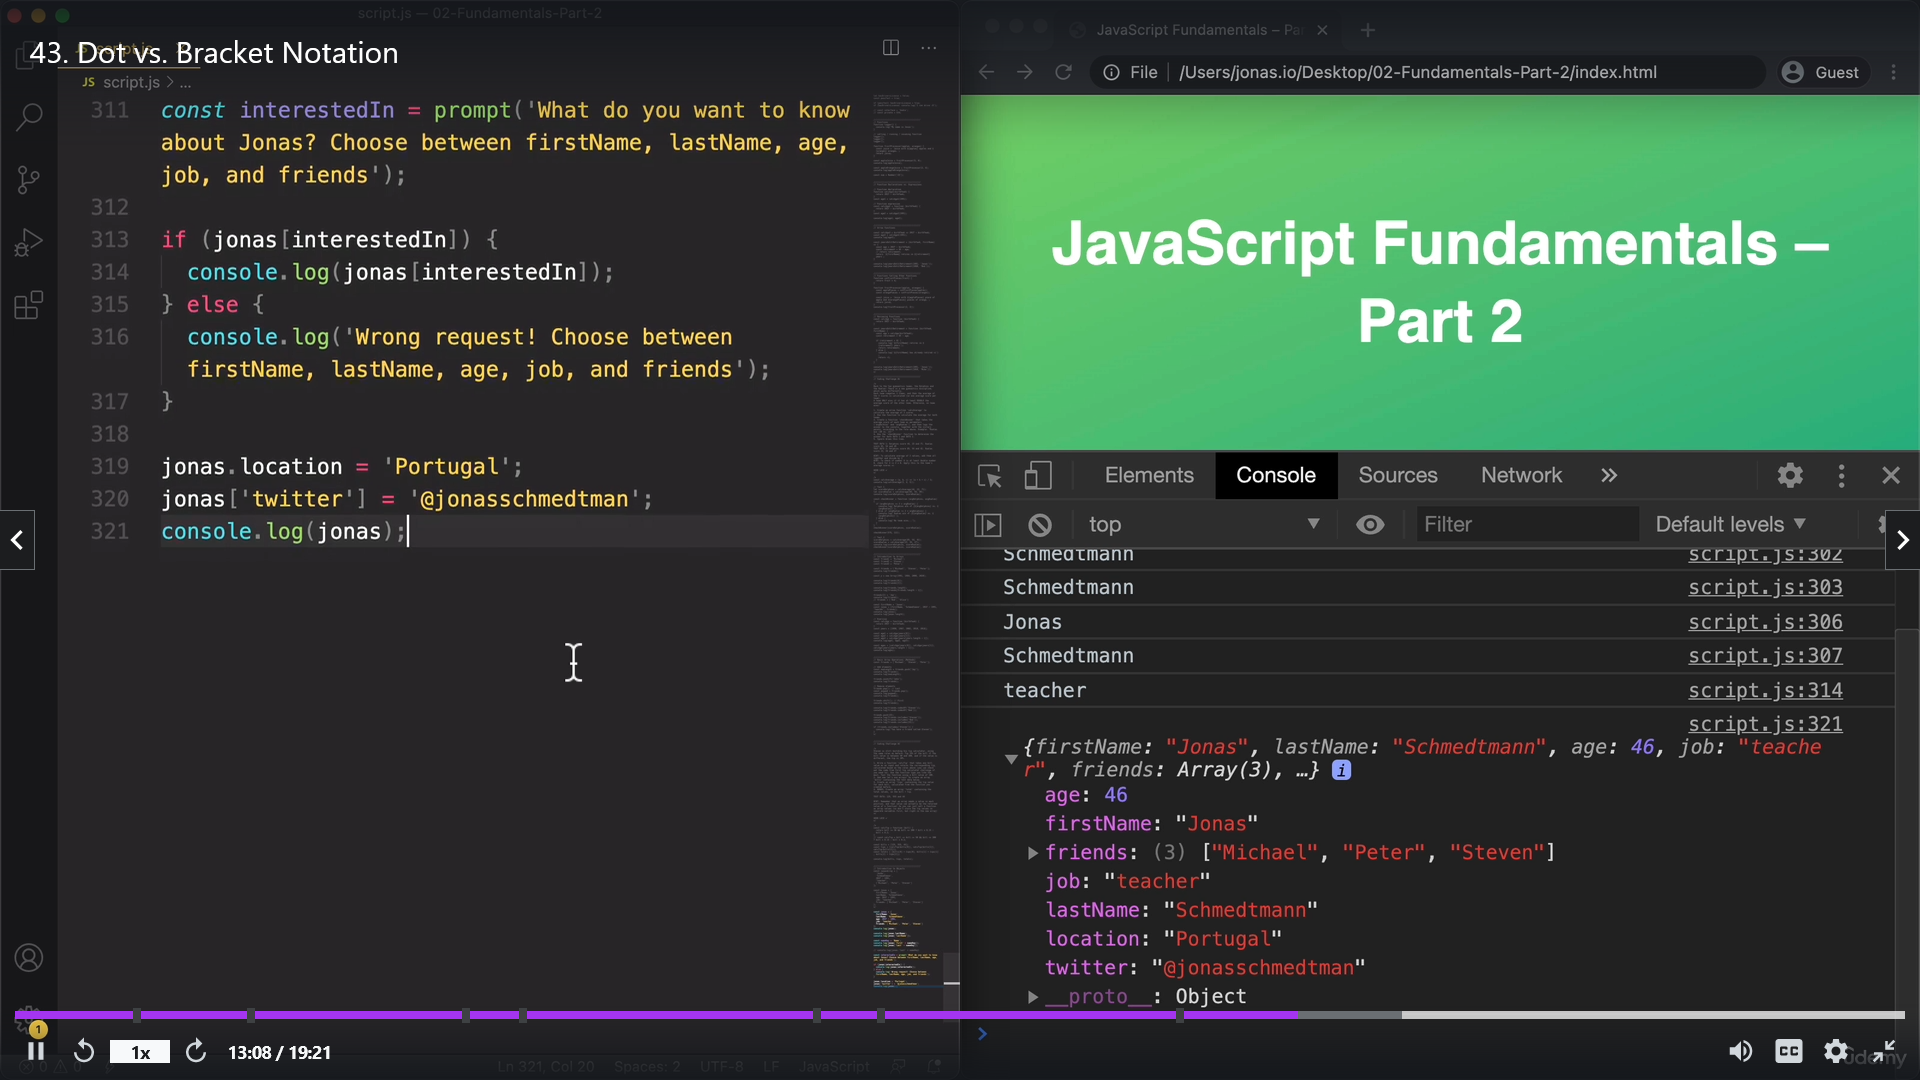 script.js — 02-Fundamentals-Part-2
43. Dot vs. Bracket Notation
JS script.js > ...
311 const interestedIn = prompt('What do you want to know
about Jonas? Choose between firstName, lastName, age,
job, and friends');
312
313 if (jonas[interestedIn]) {
314 console.log(jonas[interestedIn]);
315 } else {
316 console.log('Wrong request! Choose between
firstName, lastName, age, job, and friends');
317 }
318
319 jonas.location = 'Portugal';
320 jonas['twitter'] = '@jonasschmedtman';
321 console.log(jonas);
Ln 321, Col 20 Spaces: 2 UTF-8 LF JavaScript
1
1x
13:08 / 19:21
JavaScript Fundamentals – Pa
File /Users/jonas.io/Desktop/02-Fundamentals-Part-2/index.html Guest
JavaScript Fundamentals –
Part 2
Elements Console Sources Network »
top Filter Default levels
Schmedtmann script.js:302
Schmedtmann script.js:303
Jonas script.js:306
Schmedtmann script.js:307
teacher script.js:314
script.js:321
{firstName: "Jonas", lastName: "Schmedtmann", age: 46, job: "teache
r", friends: Array(3), …} i
age: 46
firstName: "Jonas"
friends: (3) ["Michael", "Peter", "Steven"]
job: "teacher"
lastName: "Schmedtmann"
location: "Portugal"
twitter: "@jonasschmedtman"
__proto__: Object
CC
udemy